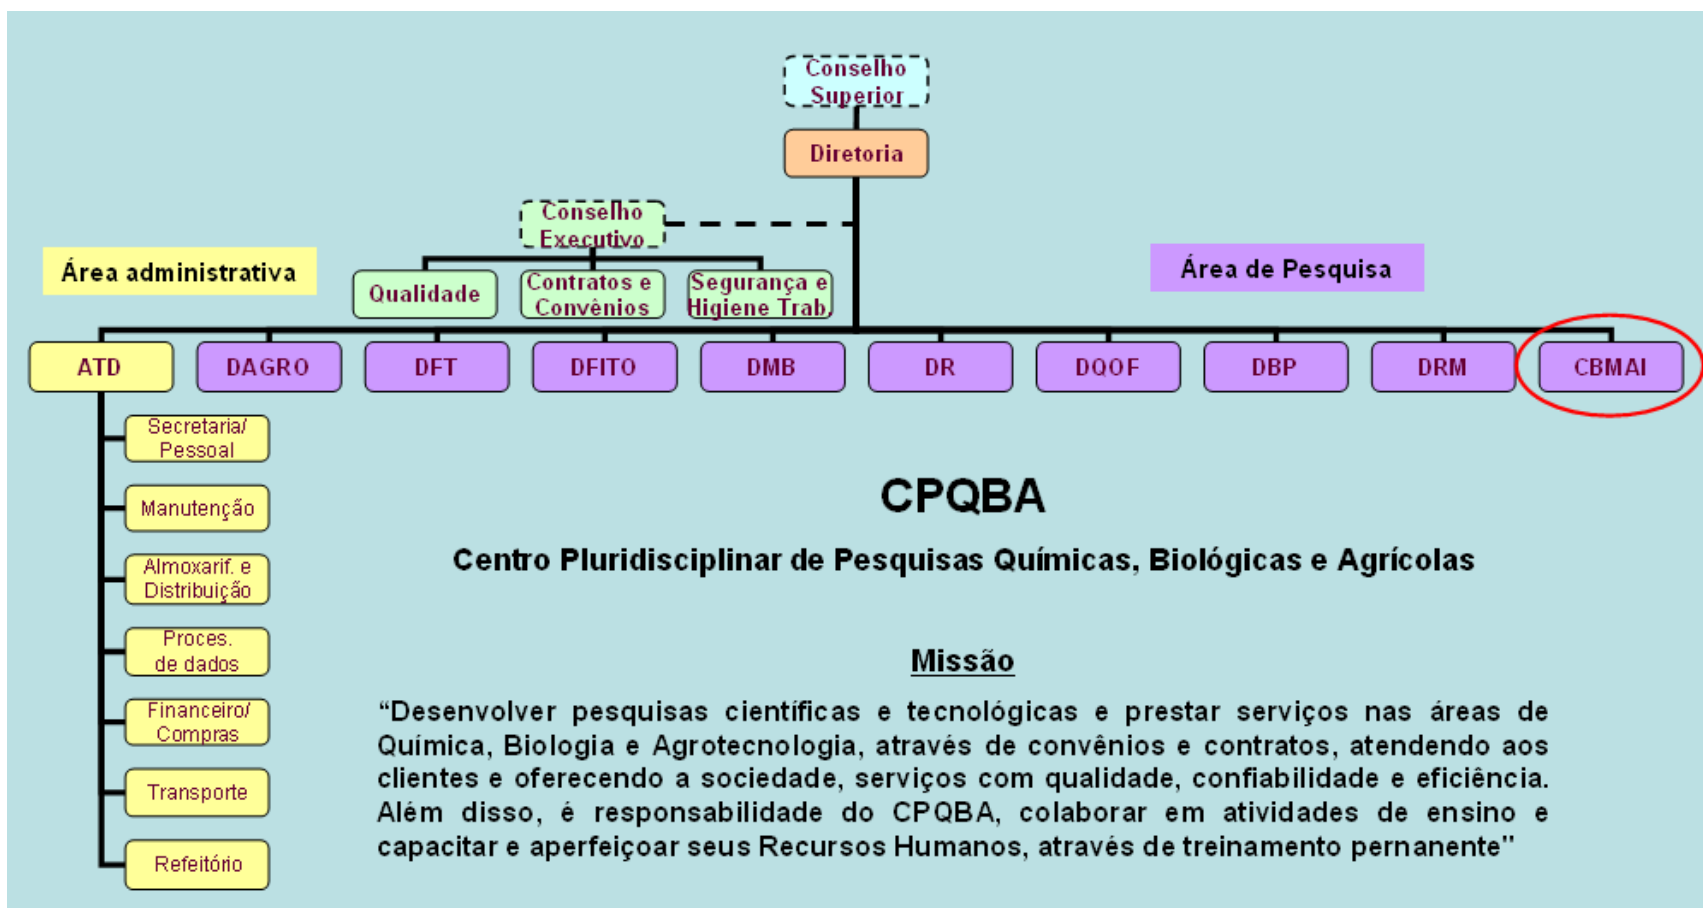 Conselho
Superior
Diretoria
Conselho
Executivo
Área administrativa
Área de Pesquisa
Qualidade
Contratos e
Convênios
Segurança e
Higiene Trab.
ATD
DAGRO
DFT
DFITO
DMB
DR
DQOF
DBP
DRM
CBMAI
Secretaria/
Pessoal
Manutenção
Almoxarif. e
Distribuição
Proces.
de dados
Financeiro/
Compras
Transporte
Refeitório
CPQBA
Centro Pluridisciplinar de Pesquisas Químicas, Biológicas e Agrícolas
Missão
“Desenvolver pesquisas científicas e tecnológicas e prestar serviços nas áreas de
Química, Biologia e Agrotecnologia, através de convênios e contratos, atendendo aos
clientes e oferecendo a sociedade, serviços com qualidade, confiabilidade e eficiência.
Além disso, é responsabilidade do CPQBA, colaborar em atividades de ensino e
capacitar e aperfeiçoar seus Recursos Humanos, através de treinamento pernanente”